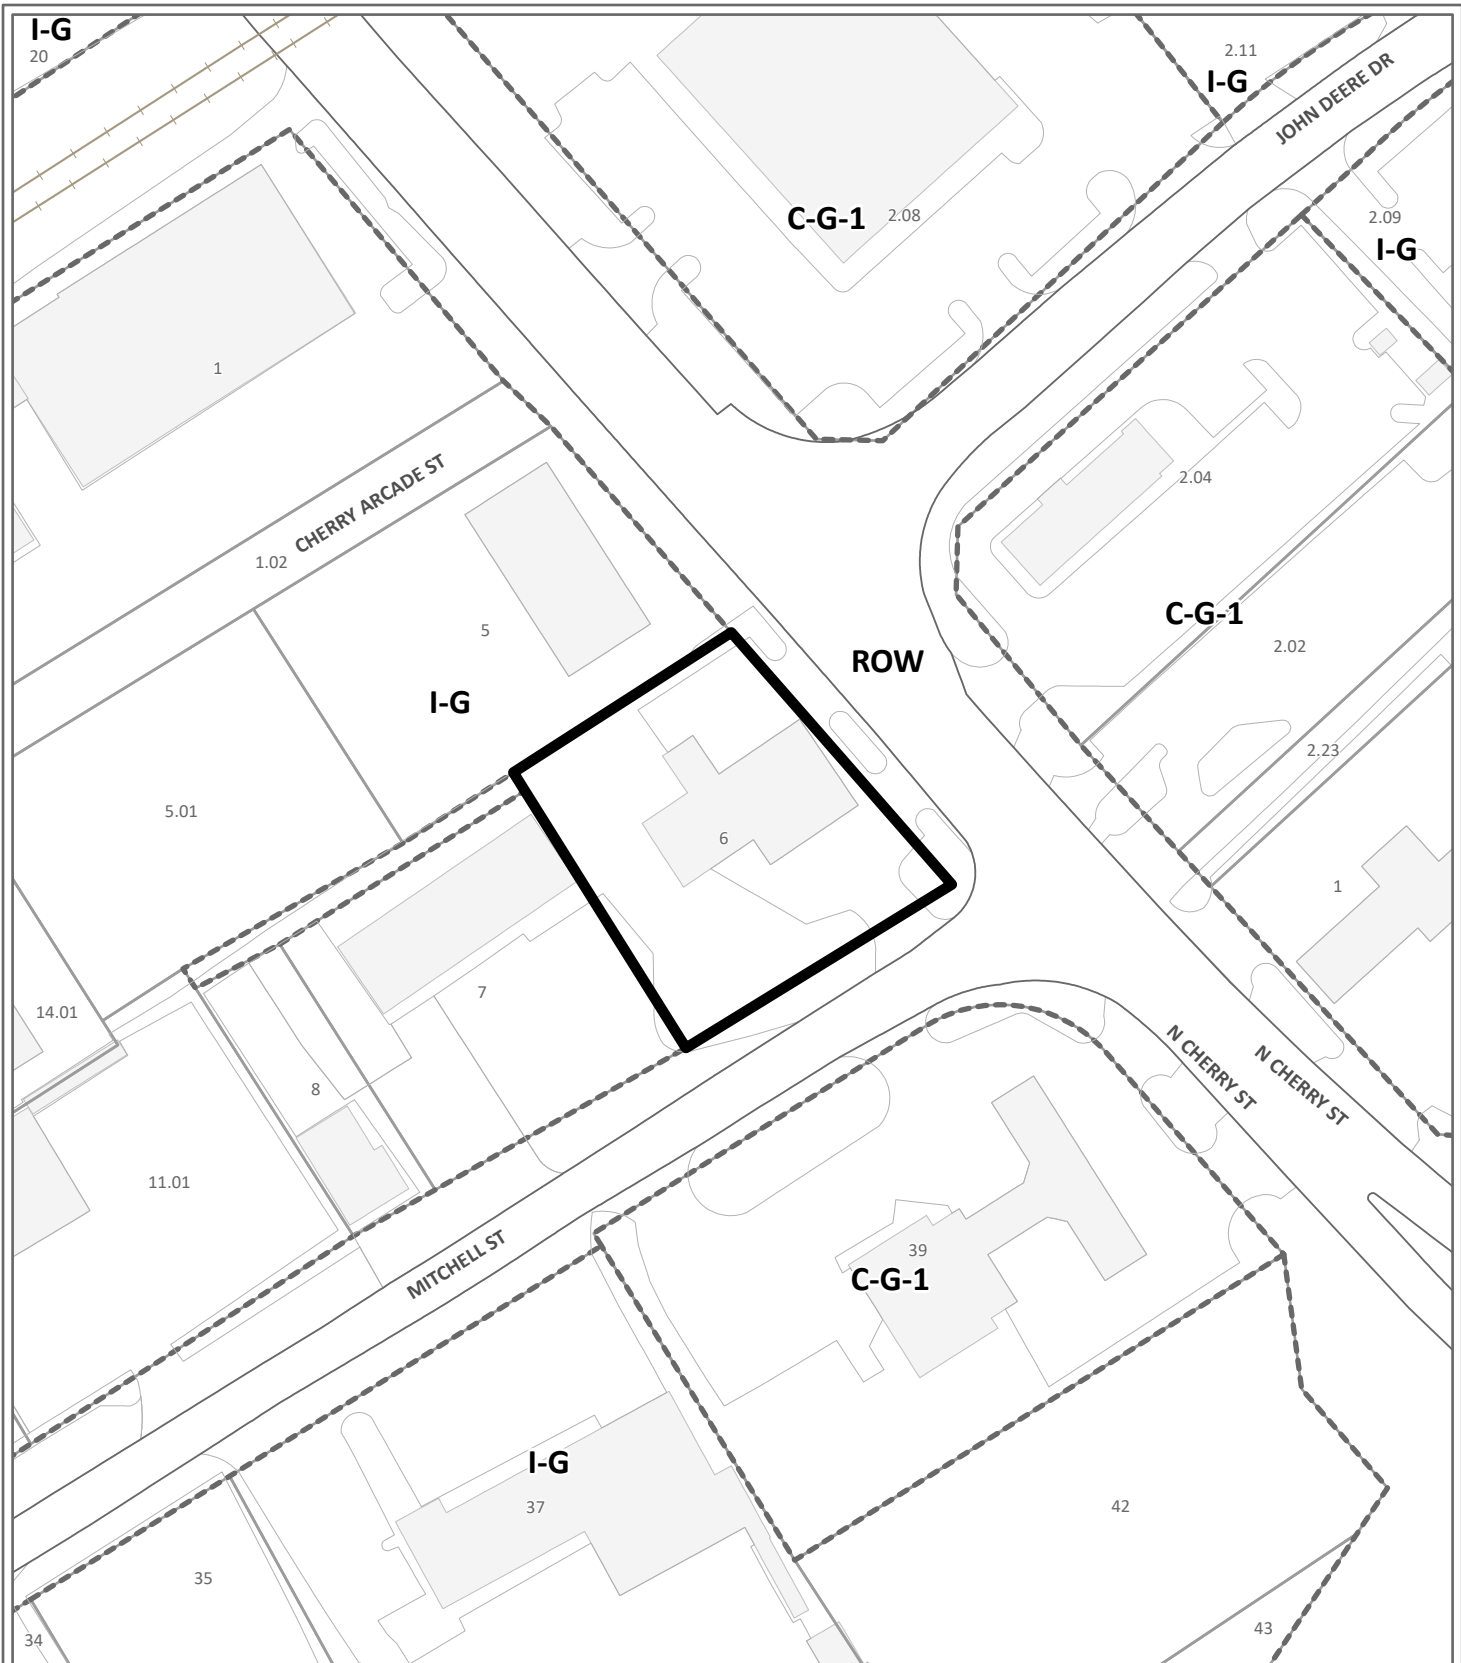 I-G
20
2.11
I-G
JOHN DEERE DR
C-G-1
2.08
2.09
I-G
1
CHERRY ARCADE ST
1.02
2.04
C-G-1
5
2.02
ROW
I-G
2.23
5.01
6
1
7
14.01
N CHERRY ST
N CHERRY ST
8
11.01
MITCHELL ST
39
C-G-1
I-G
37
42
35
34
43